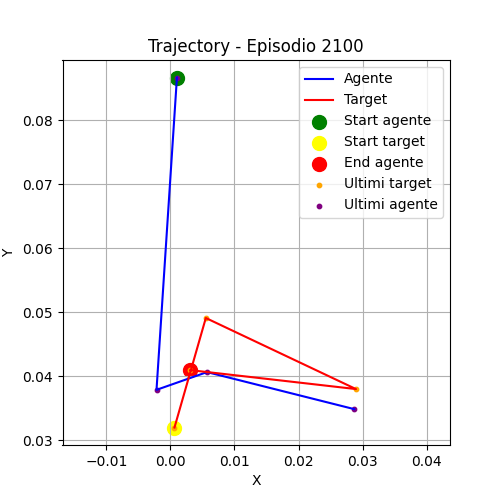 Trajectory - Episodio 2100
Agente
Target
Start agente
Start target
End agente
Ultimi target
Ultimi agente
0.08
0.07
0.06
0.05
0.04
0.03
Y
−0.01
0.00
0.01
0.02
0.03
0.04
X